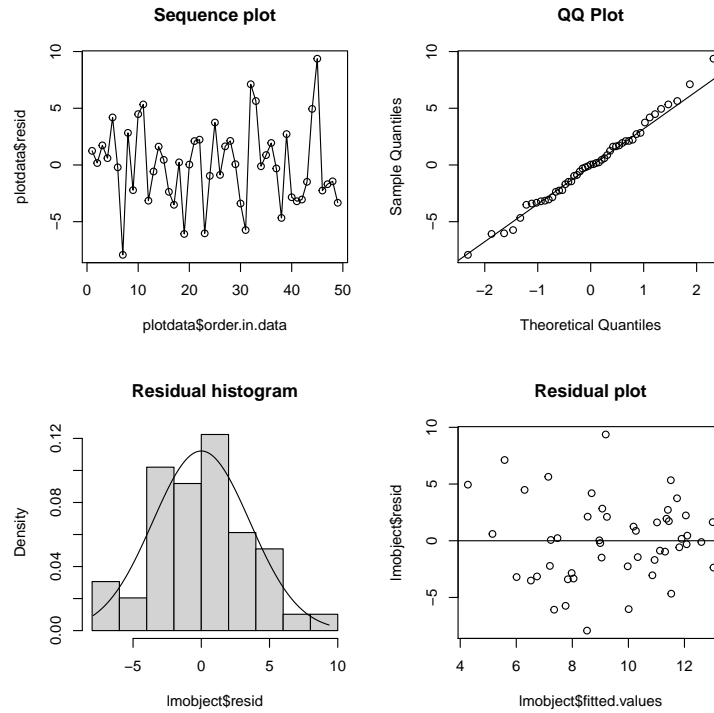 Sequence plot
plotdata$resid
10
5
0
−5
0 10 20 30 40 50
plotdata$order.in.data
QQ Plot
Sample Quantiles
10
5
0
−5
−2 −1 0 1 2
Theoretical Quantiles
Residual histogram
Density
0.12
0.08
0.04
0.00
−5 0 5 10
lmobject$resid
Residual plot
lmobject$resid
10
5
0
−5
4 6 8 10 12
lmobject$fitted.values